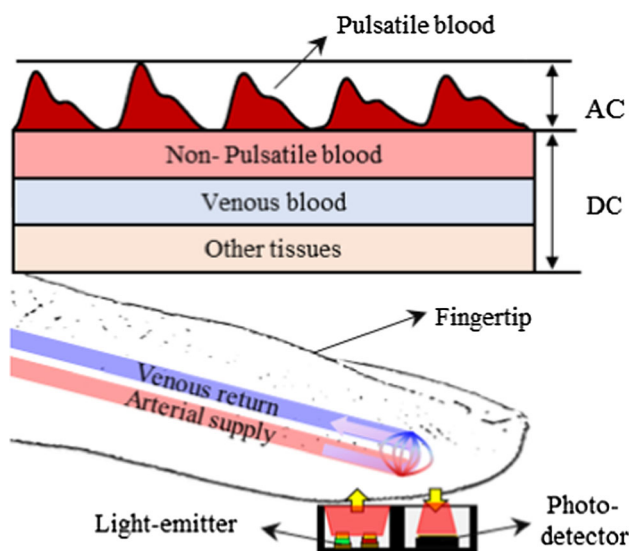 Pulsatile blood
AC
Non- Pulsatile blood
Venous blood
DC
Other tissues
Fingertip
Venous return
Arterial supply
Light-emitter
Photo-
detector